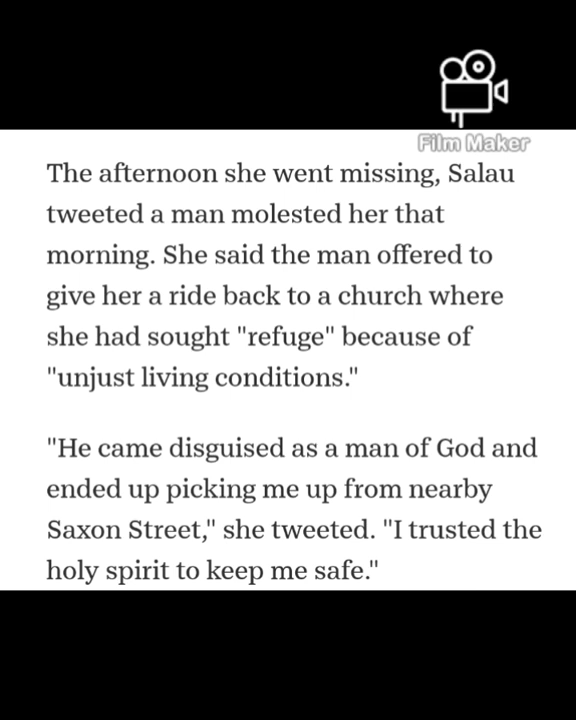 Film Maker
The afternoon she went missing, Salau
tweeted a man molested her that
morning. She said the man offered to
give her a ride back to a church where
she had sought "refuge" because of
"unjust living conditions."
"He came disguised as a man of God and
ended up picking me up from nearby
Saxon Street," she tweeted. "I trusted the
holy spirit to keep me safe."